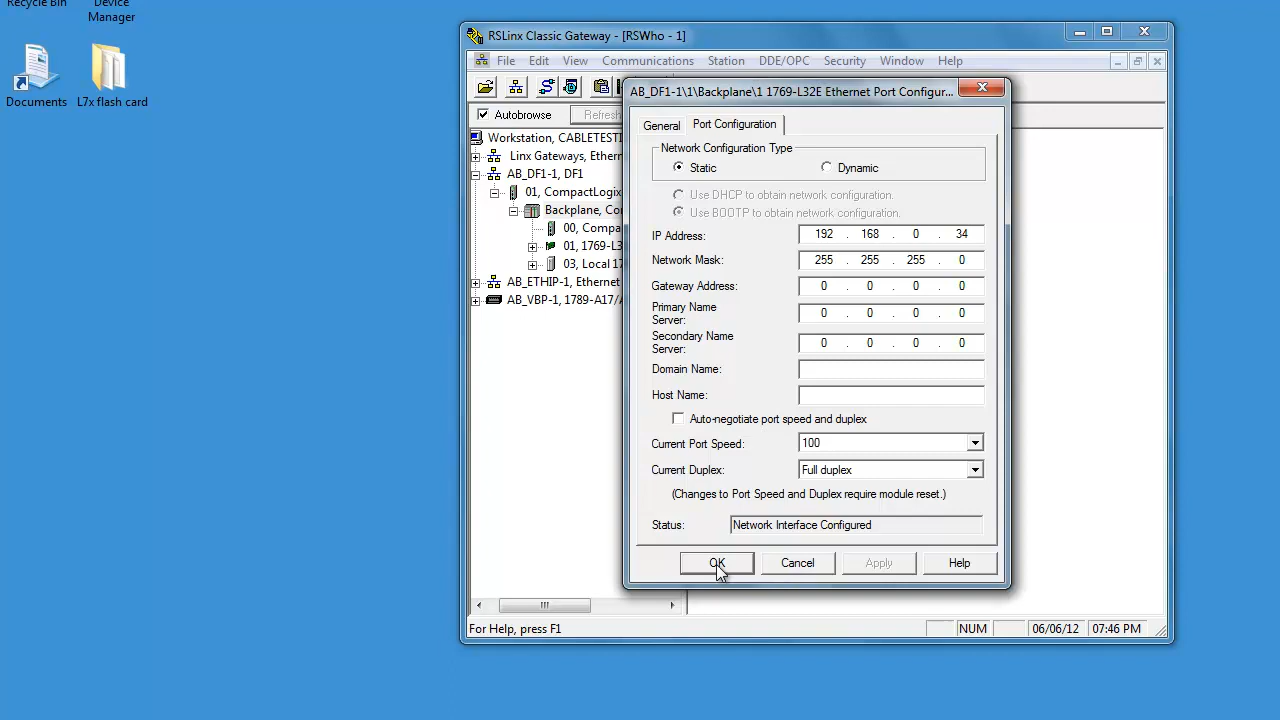 Recycle Bin
Device
Manager
Documents
L7x flash card
RSLinx Classic Gateway - [RSWho - 1]
File Edit View Communications Station DDE/OPC Security Window Help
Autobrowse
Refresh
Workstation, CABLETESTI
Linx Gateways, Ethern
AB_DF1-1, DF1
01, CompactLogix
Backplane, Co
00, Compa
01, 1769-L3
03, Local 17
AB_ETHIP-1, Ethernet
AB_VBP-1, 1789-A17/A
AB_DF1-1\1\Backplane\1 1769-L32E Ethernet Port Configur...
General Port Configuration
Network Configuration Type
Static Dynamic
Use DHCP to obtain network configuration.
Use BOOTP to obtain network configuration.
IP Address: 192 . 168 . 0 . 34
Network Mask: 255 . 255 . 255 . 0
Gateway Address: 0 . 0 . 0 . 0
Primary Name
Server: 0 . 0 . 0 . 0
Secondary Name
Server: 0 . 0 . 0 . 0
Domain Name:
Host Name:
Auto-negotiate port speed and duplex
Current Port Speed: 100
Current Duplex: Full duplex
(Changes to Port Speed and Duplex require module reset.)
Status: Network Interface Configured
OK Cancel Apply Help
For Help, press F1
NUM 06/06/12 07:46 PM